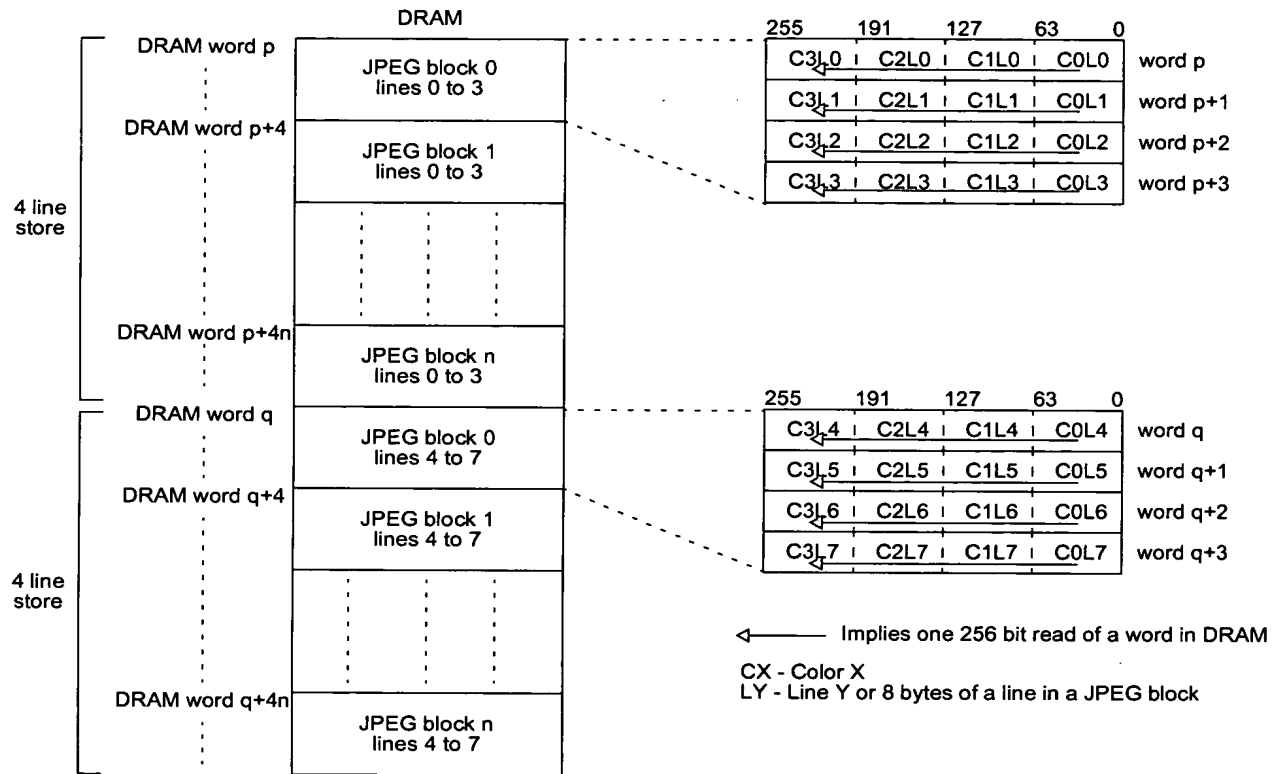 DRAM
DRAM word p
JPEG block 0
lines 0 to 3
DRAM word p+4
JPEG block 1
lines 0 to 3
4 line
store
DRAM word p+4n
JPEG block n
lines 0 to 3
255 191 127 63 0
C3L0 C2L0 C1L0 C0L0 word p
C3L1 C2L1 C1L1 C0L1 word p+1
C3L2 C2L2 C1L2 C0L2 word p+2
C3L3 C2L3 C1L3 C0L3 word p+3
DRAM word q
JPEG block 0
lines 4 to 7
DRAM word q+4
JPEG block 1
lines 4 to 7
4 line
store
DRAM word q+4n
JPEG block n
lines 4 to 7
255 191 127 63 0
C3L4 C2L4 C1L4 C0L4 word q
C3L5 C2L5 C1L5 C0L5 word q+1
C3L6 C2L6 C1L6 C0L6 word q+2
C3L7 C2L7 C1L7 C0L7 word q+3
Implies one 256 bit read of a word in DRAM
CX - Color X
LY - Line Y or 8 bytes of a line in a JPEG block